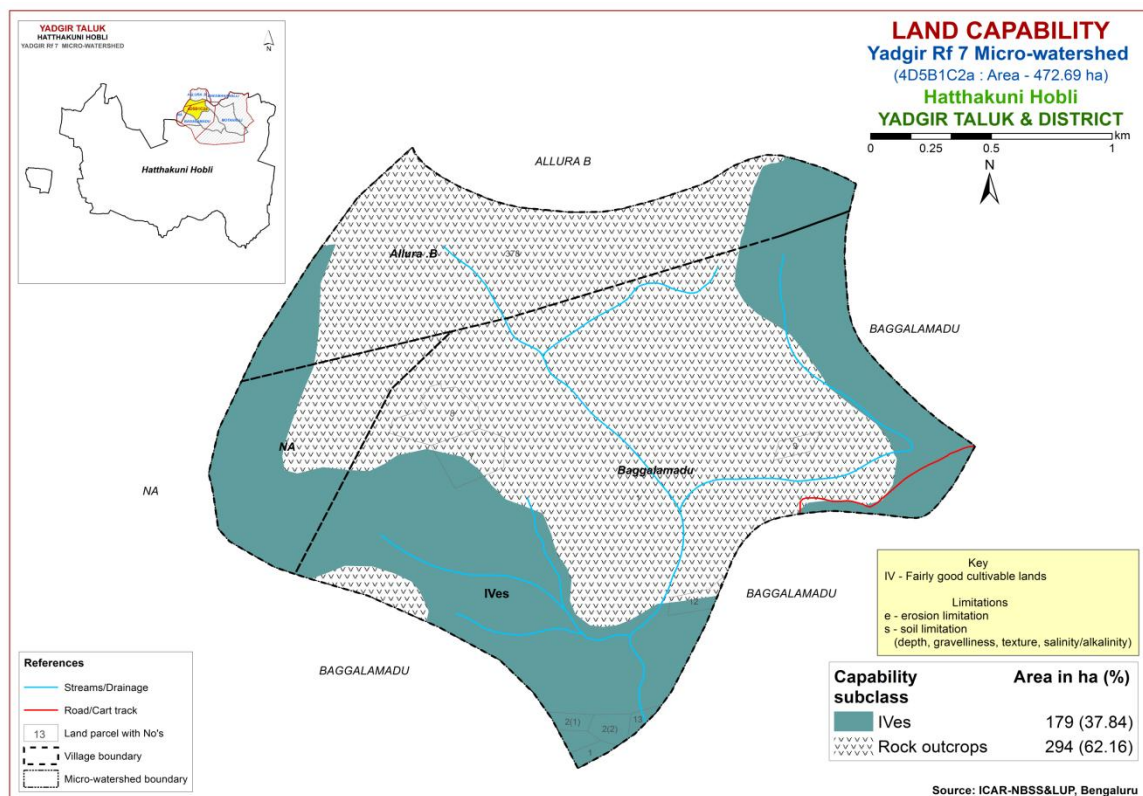 YADGIR TALUK
HATTHAKUNI HOBLI
YADGIR RF 7 MICRO-WATERSHED
N
Hatthakuni Hobli
LAND CAPABILITY
Yadgir Rf 7 Micro-watershed
(4D5B1C2a : Area - 472.69 ha)
Hatthakuni Hobli
YADGIR TALUK & DISTRICT
km
0 0.25 0.5 1
N
ALLURA B
Allura .B
378
BAGGALAMADU
8
9
NA
Baggalamadu
NA
IVes
12
BAGGALAMADU
BAGGALAMADU
2(1)
2(2)
13
1
Key
IV - Fairly good cultivable lands
Limitations
e - erosion limitation
s - soil limitation
(depth, gravelliness, texture, salinity/alkalinity)
References
Streams/Drainage
Road/Cart track
13 Land parcel with No's
Village boundary
Micro-watershed boundary
Capability subclass Area in ha (%)
IVes 179 (37.84)
Rock outcrops 294 (62.16)
Source: ICAR-NBSS&LUP, Bengaluru